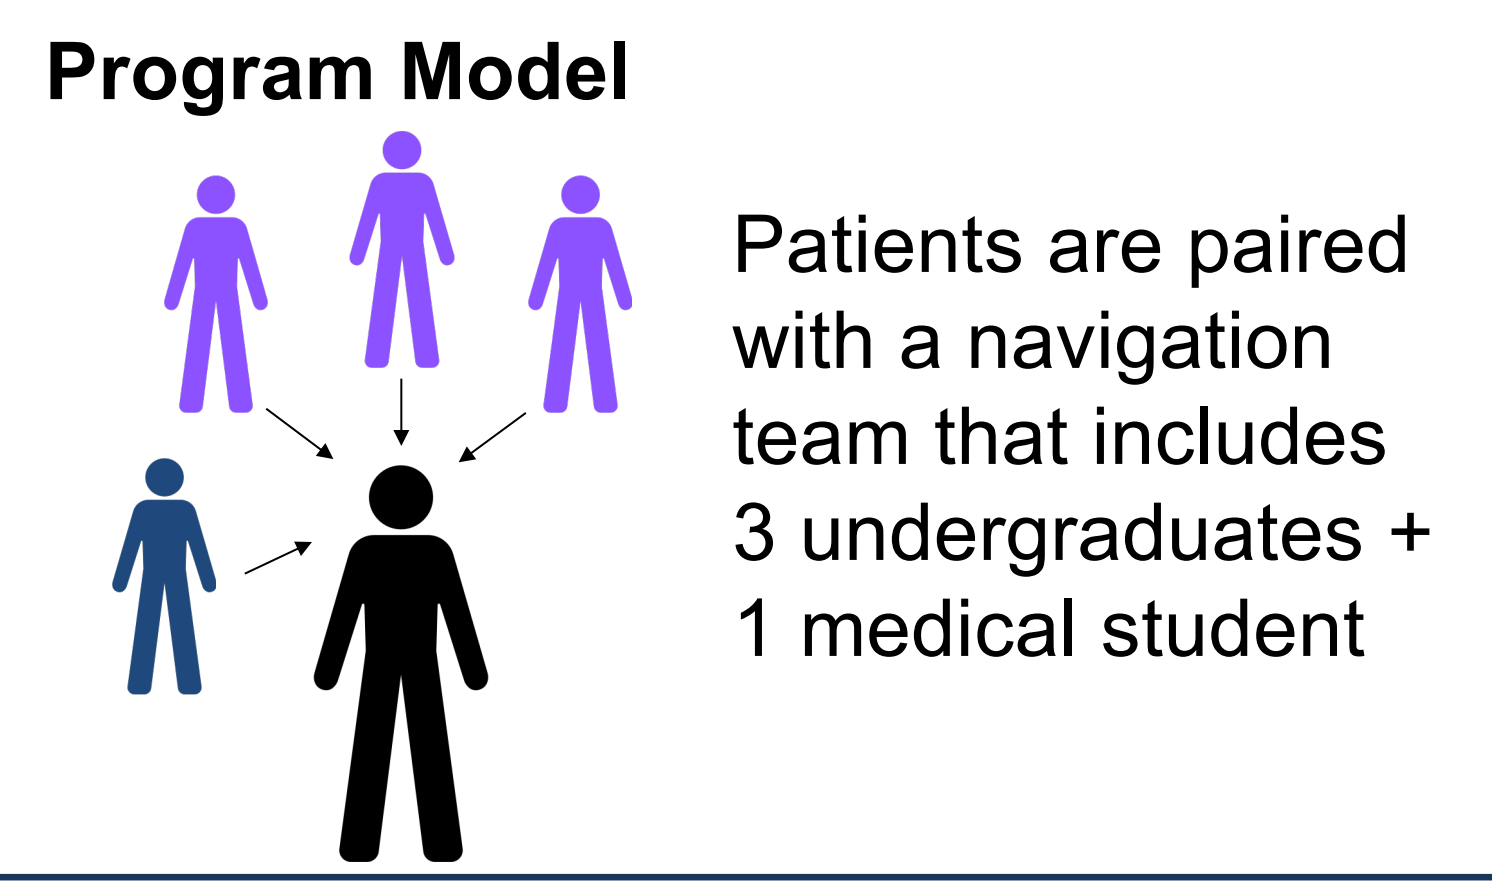 Program Model
Patients are paired
with a navigation
team that includes
3 undergraduates +
1 medical student